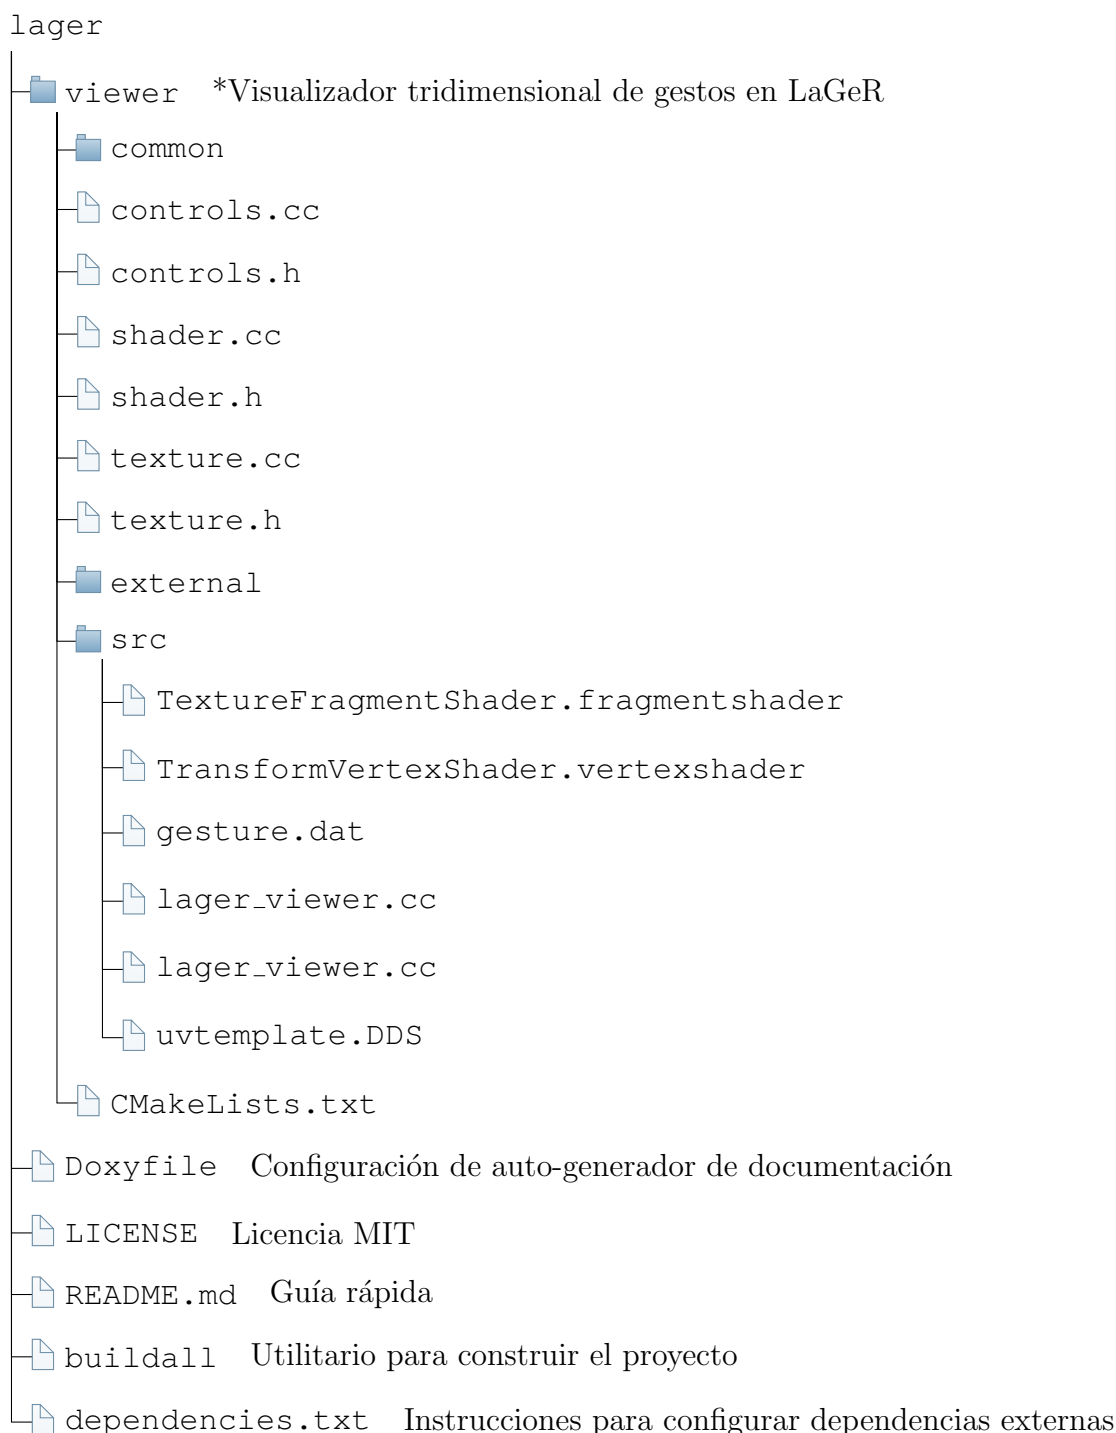 lager
viewer *Visualizador tridimensional de gestos en LaGeR
common
controls.cc
controls.h
shader.cc
shader.h
texture.cc
texture.h
external
src
TextureFragmentShader.fragmentshader
TransformVertexShader.vertexshader
gesture.dat
lager_viewer.cc
lager_viewer.cc
uvtemplate.DDS
CMakeLists.txt
Doxyfile Configuración de auto-generador de documentación
LICENSE Licencia MIT
README.md Guía rápida
buildall Utilitario para construir el proyecto
dependencies.txt Instrucciones para configurar dependencias externas